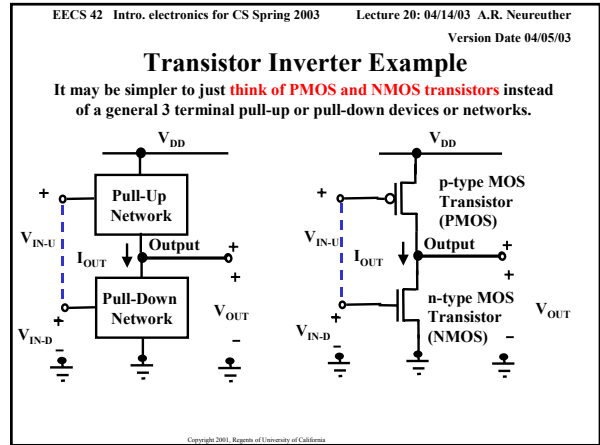 EECS 42 Intro. electronics for CS Spring 2003 Lecture 20: 04/14/03 A.R. Neureuther
Version Date 04/05/03
Transistor Inverter Example
It may be simpler to just think of PMOS and NMOS transistors instead
of a general 3 terminal pull-up or pull-down devices or networks.
VDD
+
Pull-Up
Network
VIN-U
IOUT
Output
+
+
Pull-Down
Network
+
VIN-D
−
VOUT
−
VDD
+
p-type MOS
Transistor
(PMOS)
VIN-U
IOUT
Output
+
+
n-type MOS
Transistor
(NMOS)
+
VIN-D
−
VOUT
−
Copyright 2001, Regents of University of California